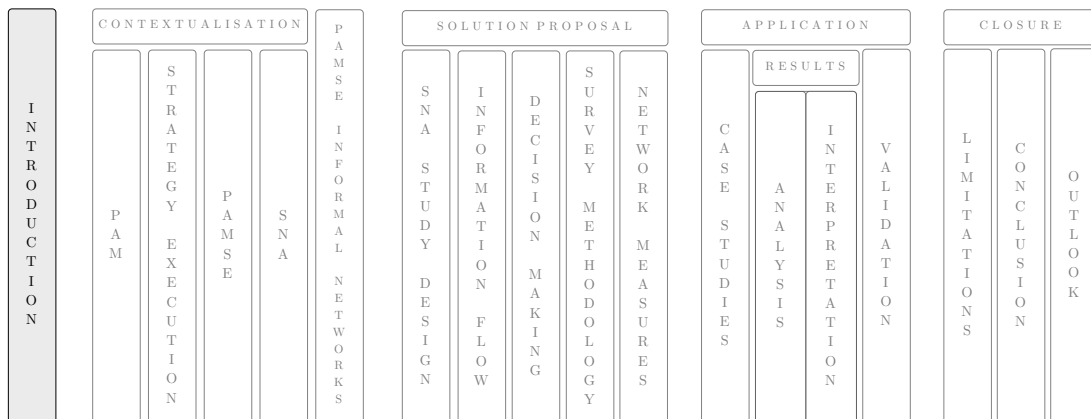 INTRODUCTION
CONTEXTUALISATION
PAM
STRATEGY EXECUTION
PAMSE
SNA
PAMSE INFORMAL NETWORKS
SOLUTION PROPOSAL
SNA STUDY DESIGN
INFORMATION FLOW
DECISION MAKING
SURVEY METHODOLOGY
NETWORK MEASURES
APPLICATION
CASE STUDIES
RESULTS
ANALYSIS
INTERPRETATION
VALIDATION
CLOSURE
LIMITATIONS
CONCLUSION
OUTLOOK